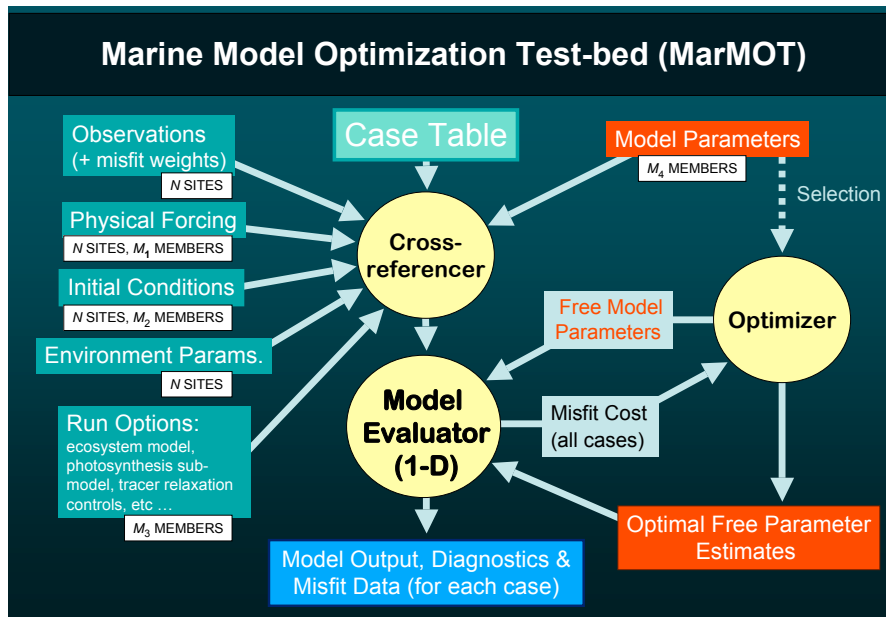 Marine Model Optimization Test-bed (MarMOT)
Observations
(+ misfit weights)
N SITES
Physical Forcing
N SITES, M1 MEMBERS
Initial Conditions
N SITES, M2 MEMBERS
Environment Params.
N SITES
Run Options:
ecosystem model,
photosynthesis sub-
model, tracer relaxation
controls, etc ...
M3 MEMBERS
Case Table
Cross-
referencer
Model
Evaluator
(1-D)
Model Output, Diagnostics &
Misfit Data (for each case)
Model Parameters
M4 MEMBERS
Selection
Free Model
Parameters
Optimizer
Misfit Cost
(all cases)
Optimal Free Parameter
Estimates